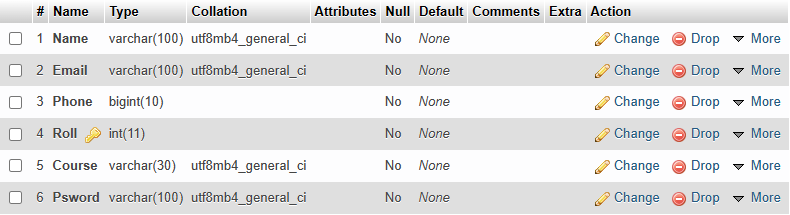 # Name Type Collation Attributes Null Default Comments Extra Action
1 Name varchar(100) utf8mb4_general_ci No None Change Drop More
2 Email varchar(100) utf8mb4_general_ci No None Change Drop More
3 Phone bigint(10) No None Change Drop More
4 Roll int(11) No None Change Drop More
5 Course varchar(30) utf8mb4_general_ci No None Change Drop More
6 Psword varchar(100) utf8mb4_general_ci No None Change Drop More